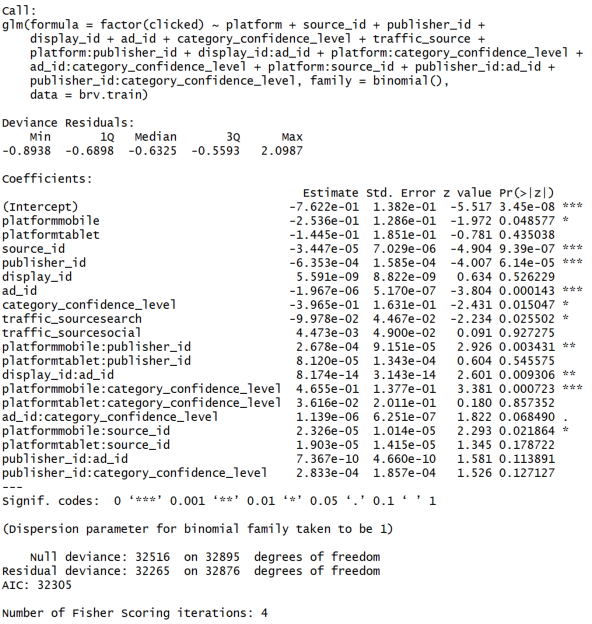 Call:
glm(formula = factor(clicked) ~ platform + source_id + publisher_id +
    display_id + ad_id + category_confidence_level + traffic_source +
    platform:publisher_id + display_id:ad_id + platform:category_confidence_level +
    ad_id:category_confidence_level + platform:source_id + publisher_id:ad_id +
    publisher_id:category_confidence_level, family = binomial(),
    data = brv.train)

Deviance Residuals:
    Min       1Q   Median       3Q      Max
-0.8938  -0.6898  -0.6325  -0.5593   2.0987

Coefficients:
                                           Estimate Std. Error z value Pr(>|z|)
(Intercept)                              -7.622e-01  1.382e-01  -5.517 3.45e-08 ***
platformmobile                           -2.536e-01  1.286e-01  -1.972 0.048577 *
platformtablet                           -1.445e-01  1.851e-01  -0.781 0.435038
source_id                                -3.447e-05  7.029e-06  -4.904 9.39e-07 ***
publisher_id                             -6.353e-04  1.585e-04  -4.007 6.14e-05 ***
display_id                                5.591e-09  8.822e-09   0.634 0.526229
ad_id                                    -1.967e-06  5.170e-07  -3.804 0.000143 ***
category_confidence_level                -3.965e-01  1.631e-01  -2.431 0.015047 *
traffic_sourcesearch                     -9.978e-02  4.467e-02  -2.234 0.025502 *
traffic_sourcesocial                      4.473e-03  4.900e-02   0.091 0.927275
platformmobile:publisher_id               2.678e-04  9.151e-05   2.926 0.003431 **
platformtablet:publisher_id               8.120e-05  1.343e-04   0.604 0.545575
display_id:ad_id                          8.174e-14  3.143e-14   2.601 0.009306 **
platformmobile:category_confidence_level  4.655e-01  1.377e-01   3.381 0.000723 ***
platformtablet:category_confidence_level  3.616e-02  2.011e-01   0.180 0.857352
ad_id:category_confidence_level           1.139e-06  6.251e-07   1.822 0.068490 .
platformmobile:source_id                  2.326e-05  1.014e-05   2.293 0.021864 *
platformtablet:source_id                  1.903e-05  1.415e-05   1.345 0.178722
publisher_id:ad_id                        7.367e-10  4.660e-10   1.581 0.113891
publisher_id:category_confidence_level    2.833e-04  1.857e-04   1.526 0.127127
---
Signif. codes:  0 ‘***’ 0.001 ‘**’ 0.01 ‘*’ 0.05 ‘.’ 0.1 ‘ ’ 1

(Dispersion parameter for binomial family taken to be 1)

    Null deviance: 32516  on 32895  degrees of freedom
Residual deviance: 32265  on 32876  degrees of freedom
AIC: 32305

Number of Fisher Scoring iterations: 4